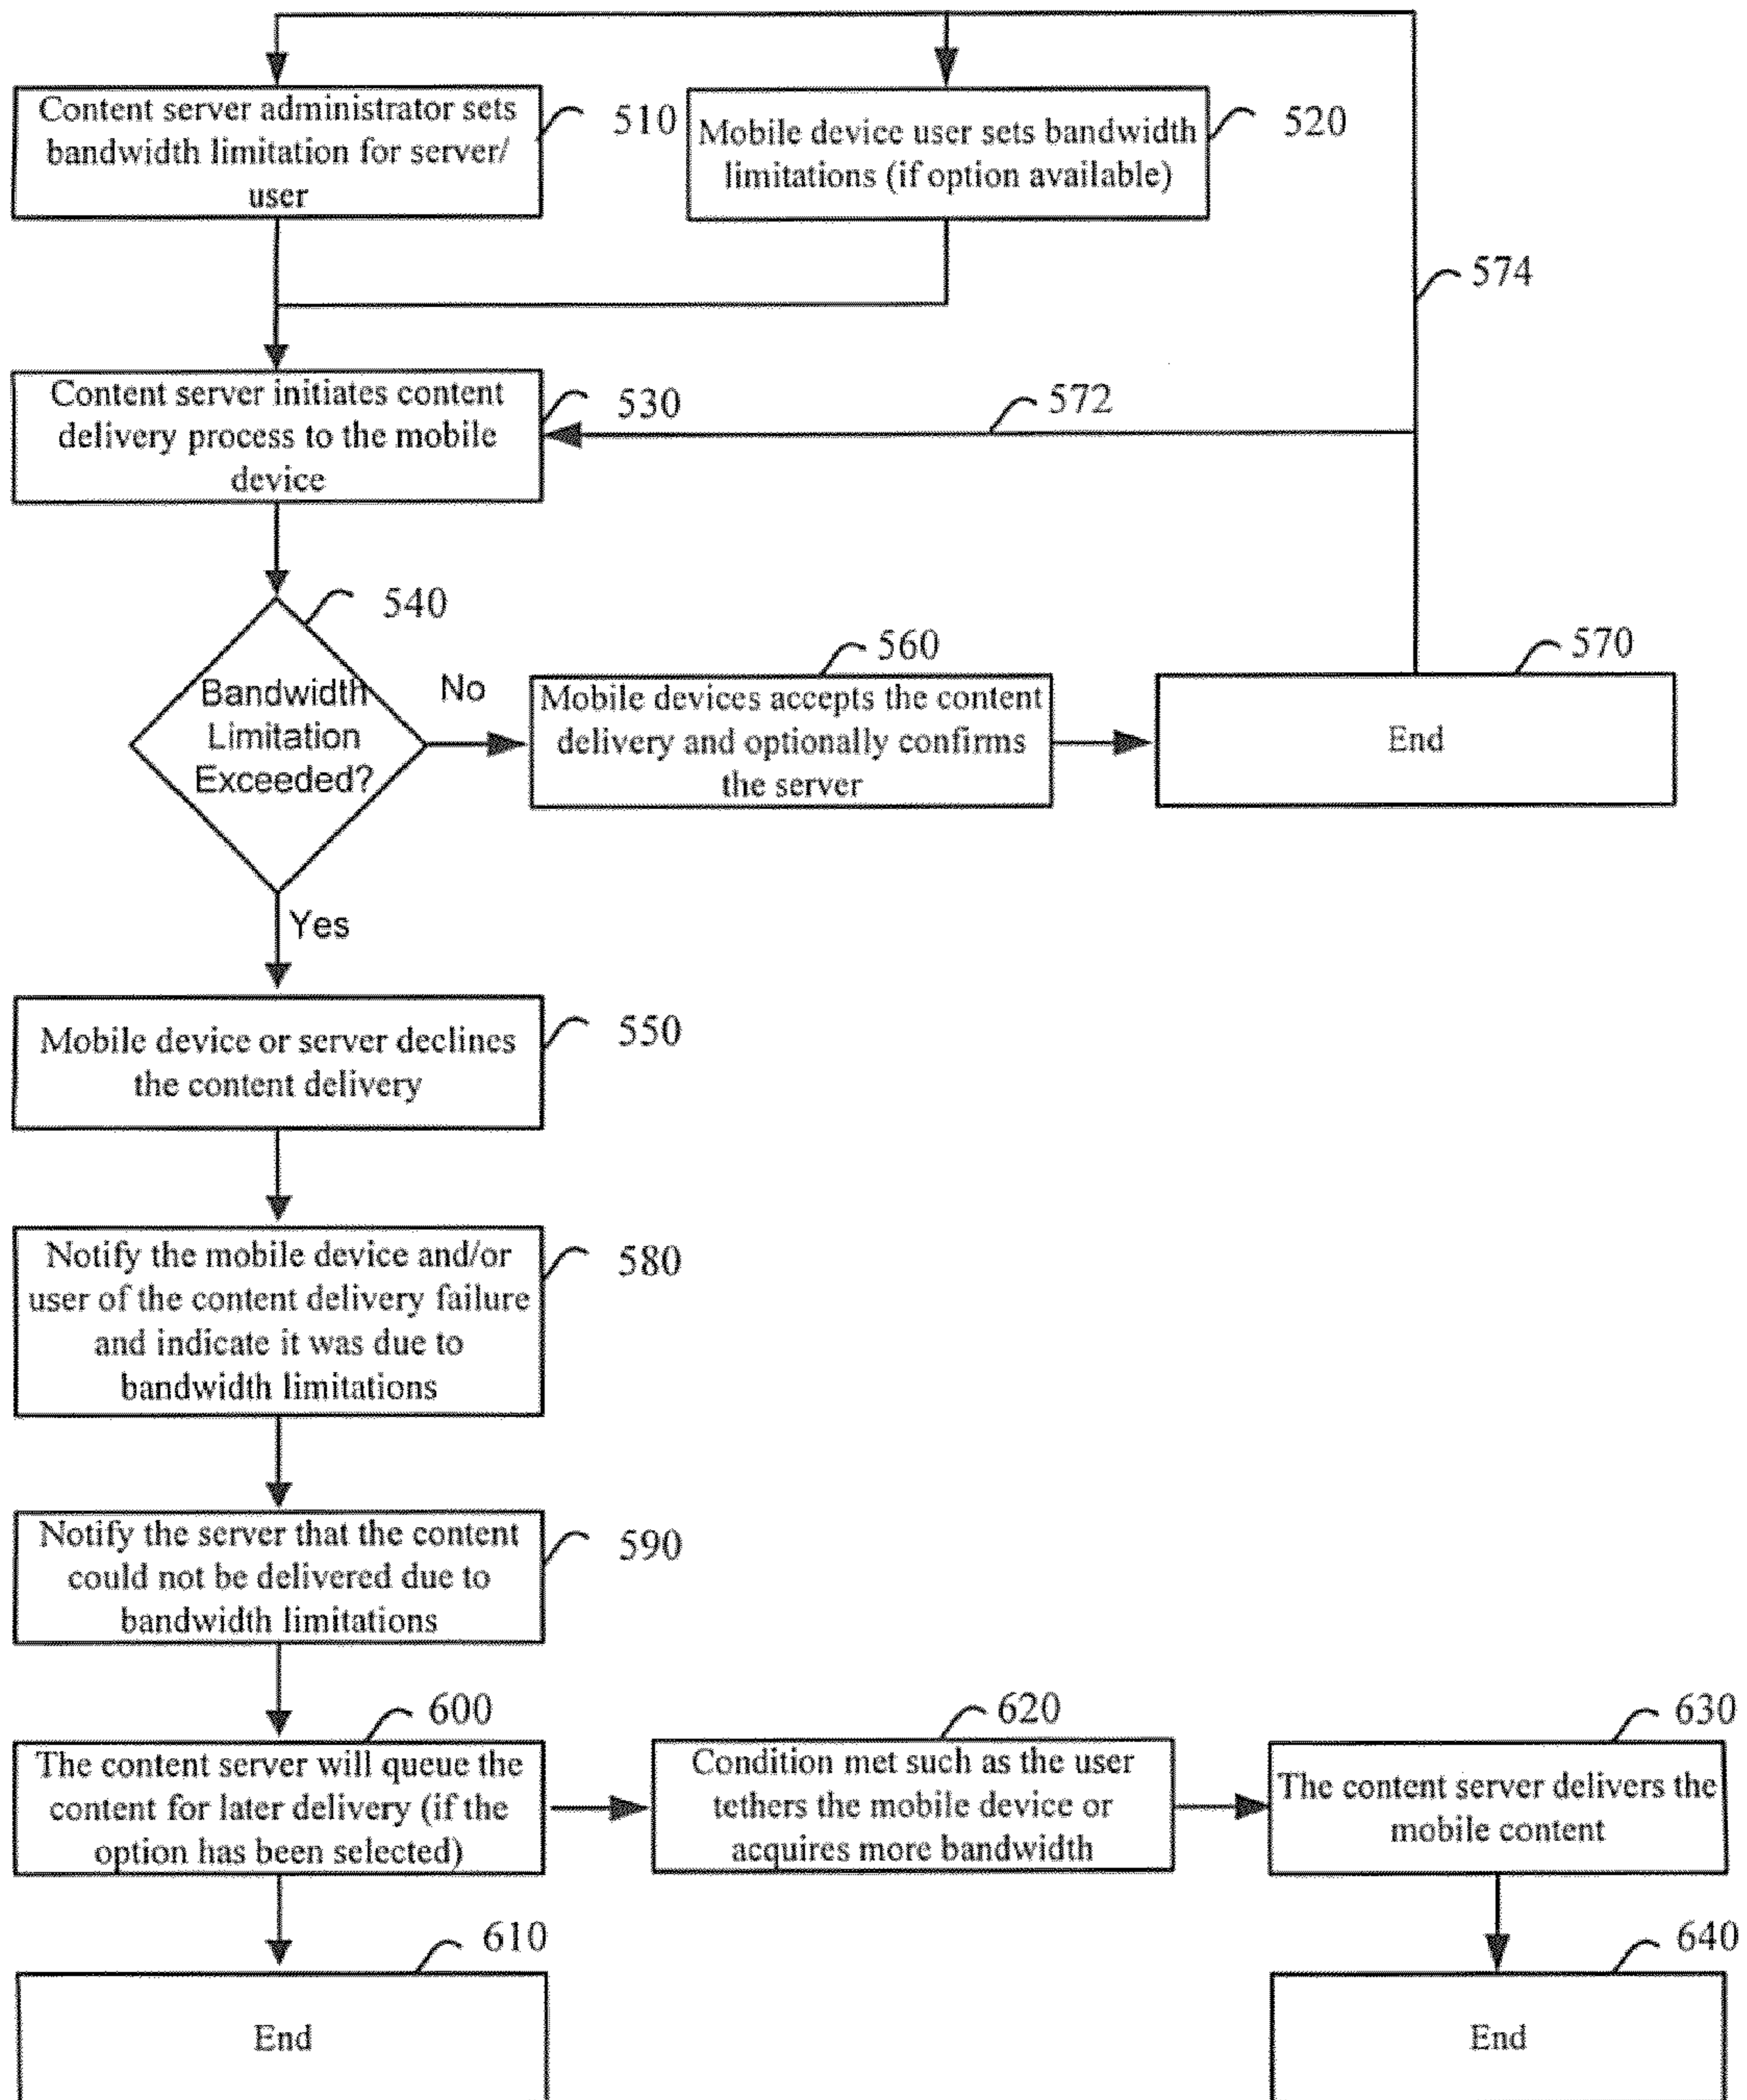 Content server administrator sets
bandwidth limitation for server/
user
510
Mobile device user sets bandwidth
limitations (if option available)
520
574
Content server initiates content
delivery process to the mobile
device
530
572
540
Bandwidth
Limitation
Exceeded?
No
560
Mobile devices accepts the content
delivery and optionally confirms
the server
570
End
Yes
Mobile device or server declines
the content delivery
550
Notify the mobile device and/or
user of the content delivery failure
and indicate it was due to
bandwidth limitations
580
Notify the server that the content
could not be delivered due to
bandwidth limitations
590
600
The content server will queue the
content for later delivery (if the
option has been selected)
620
Condition met such as the user
tethers the mobile device or
acquires more bandwidth
630
The content server delivers the
mobile content
610
End
640
End